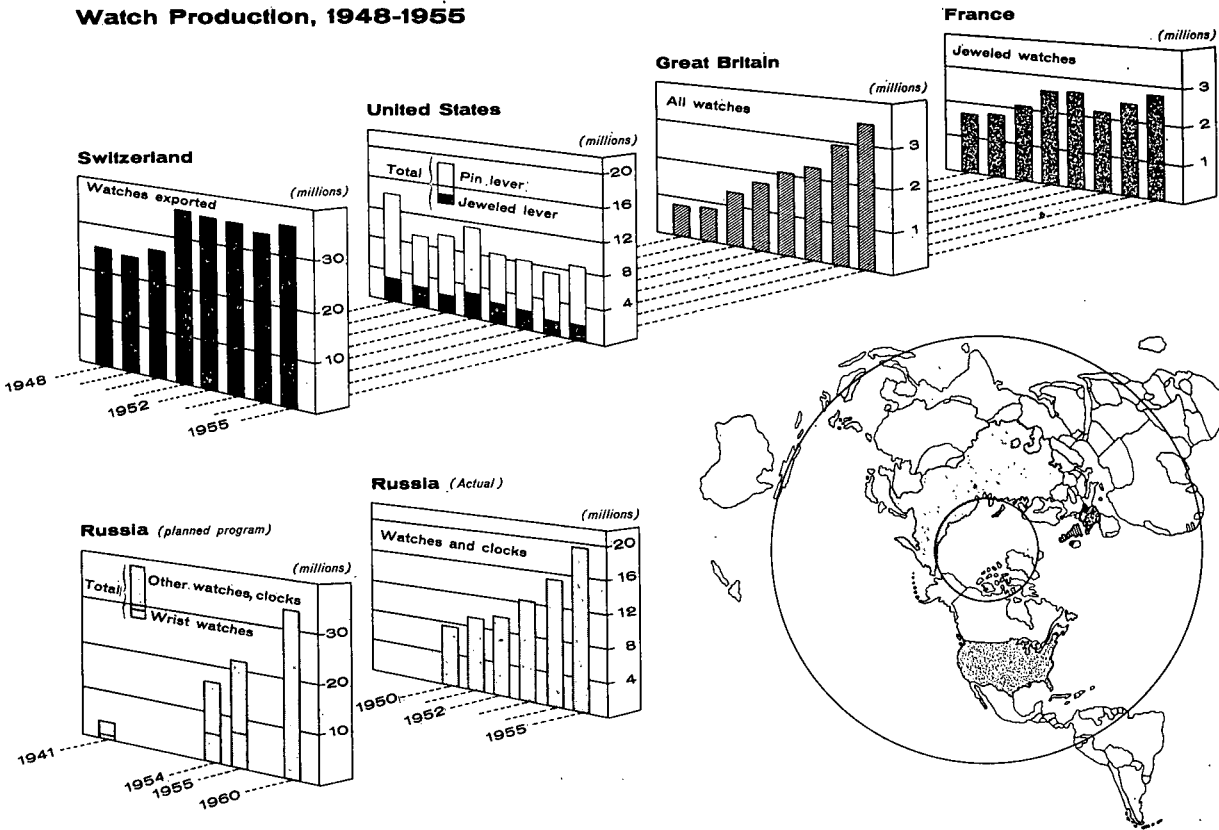 Watch Production, 1948-1955
France
(millions)
Jeweled watches
3
2
1
Great Britain
(millions)
All watches
3
2
1
United States
(millions)
Total
Pin lever
Jeweled lever
20
16
12
8
4
Switzerland
Watches exported
(millions)
30
20
10
1948
1952
1955
Russia (Actual)
(millions)
Watches and clocks
20
16
12
8
4
1950
1952
1955
Russia (planned program)
(millions)
Total
Other watches, clocks
Wrist watches
30
20
10
1941
1954
1955
1960